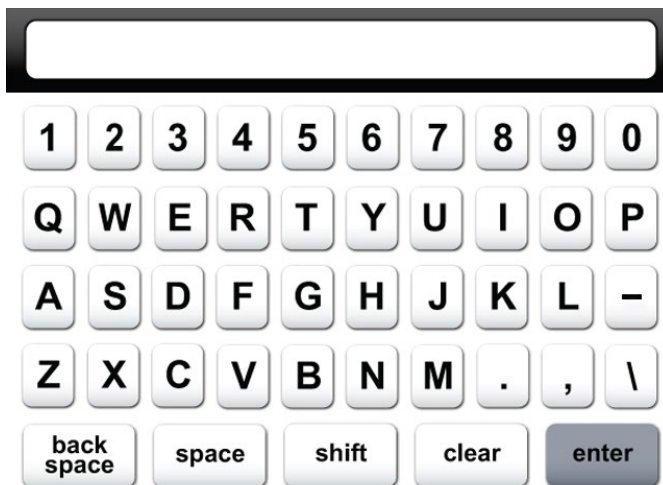 1 2 3 4 5 6 7 8 9 0
Q W E R T Y U I O P
A S D F G H J K L –
Z X C V B N M . , \
back space space shift clear enter